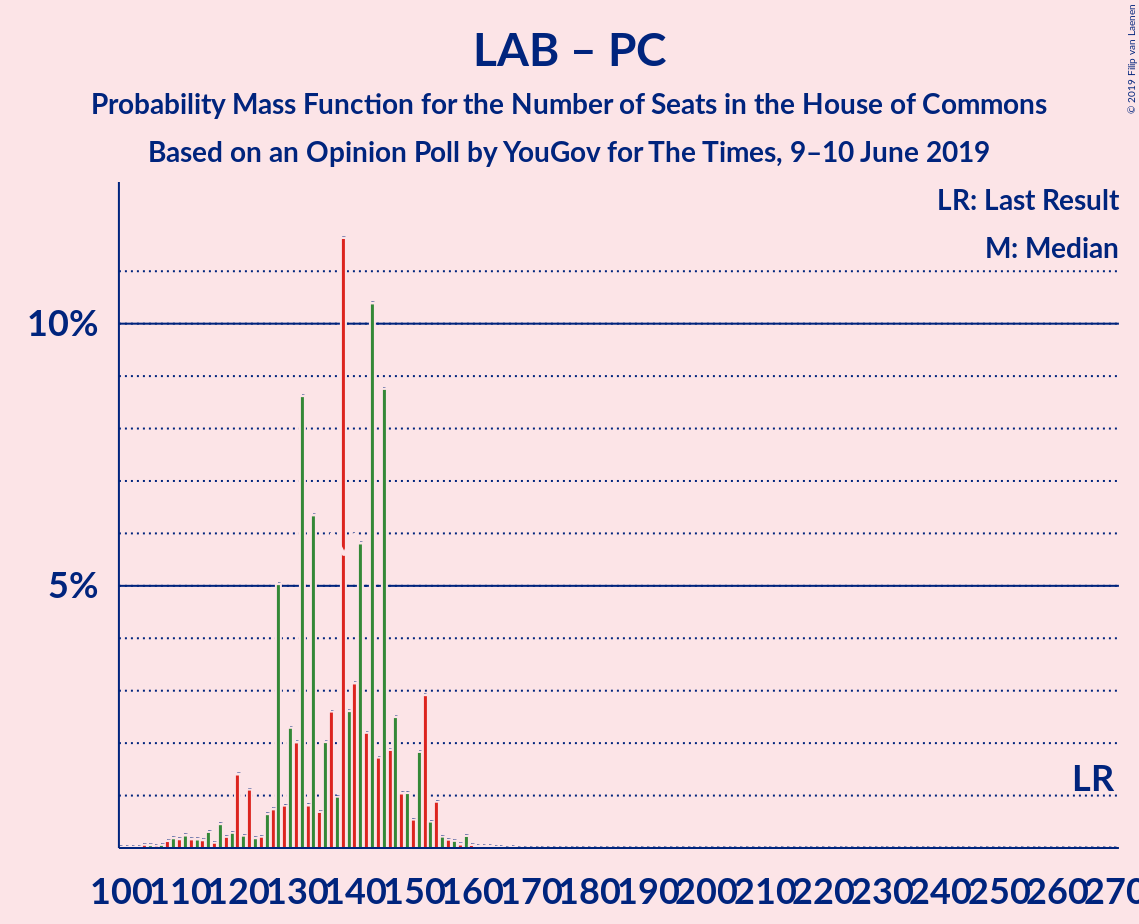 LAB – PC
Probability Mass Function for the Number of Seats in the House of Commons
Based on an Opinion Poll by YouGov for The Times, 9–10 June 2019
© 2019 Filip van Laenen
LR: Last Result
M: Median
10%
5%
LR
100 110 120 130 140 150 160 170 180 190 200 210 220 230 240 250 260 270